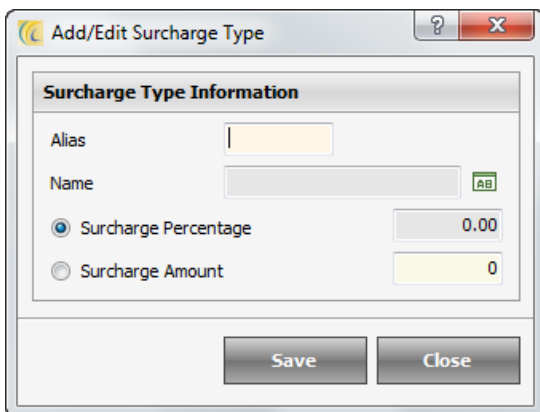 Add/Edit Surcharge Type
?
X
Surcharge Type Information
Alias
Name
AB
Surcharge Percentage 0.00
Surcharge Amount 0
Save Close